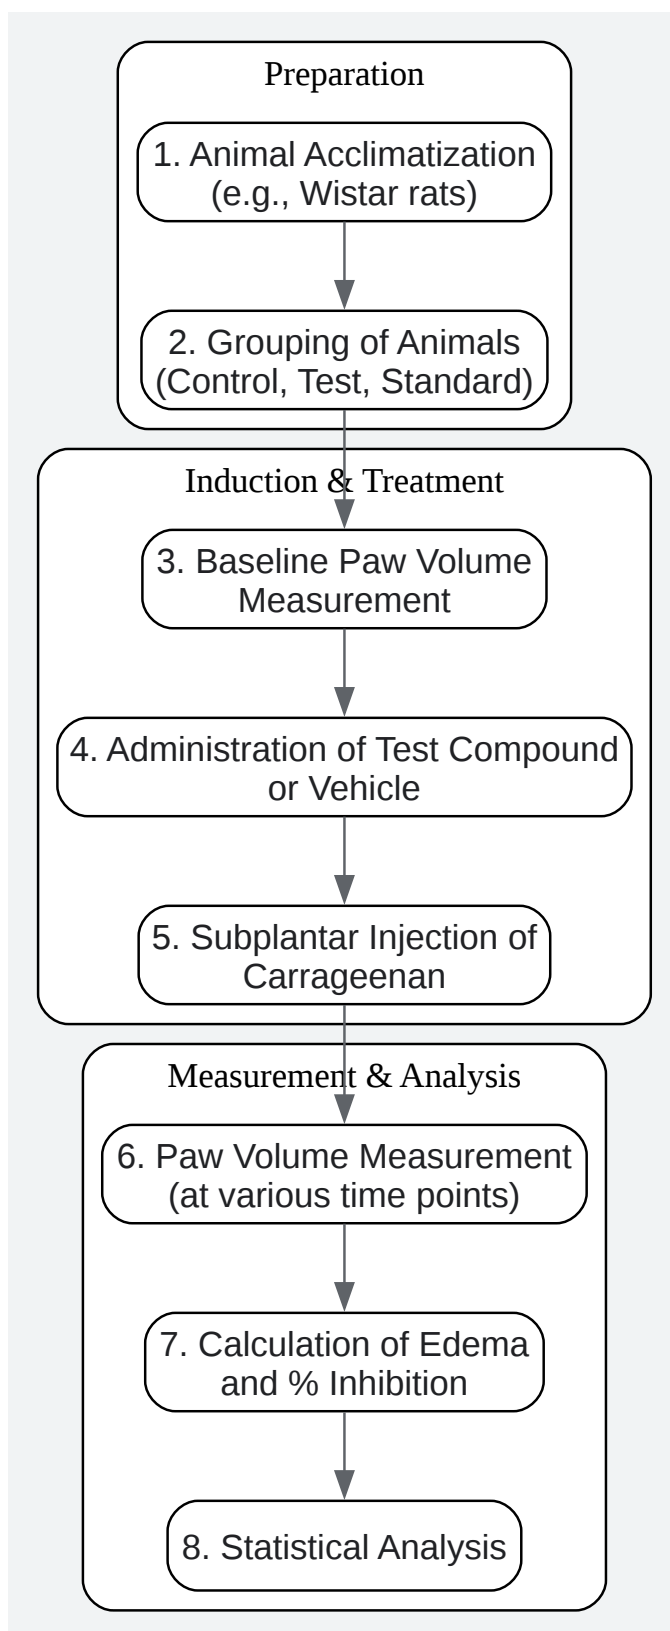 Preparation
1. Animal Acclimatization
(e.g., Wistar rats)
2. Grouping of Animals
(Control, Test, Standard)
Induction & Treatment
3. Baseline Paw Volume
Measurement
4. Administration of Test Compound
or Vehicle
5. Subplantar Injection of
Carrageenan
Measurement & Analysis
6. Paw Volume Measurement
(at various time points)
7. Calculation of Edema
and % Inhibition
8. Statistical Analysis